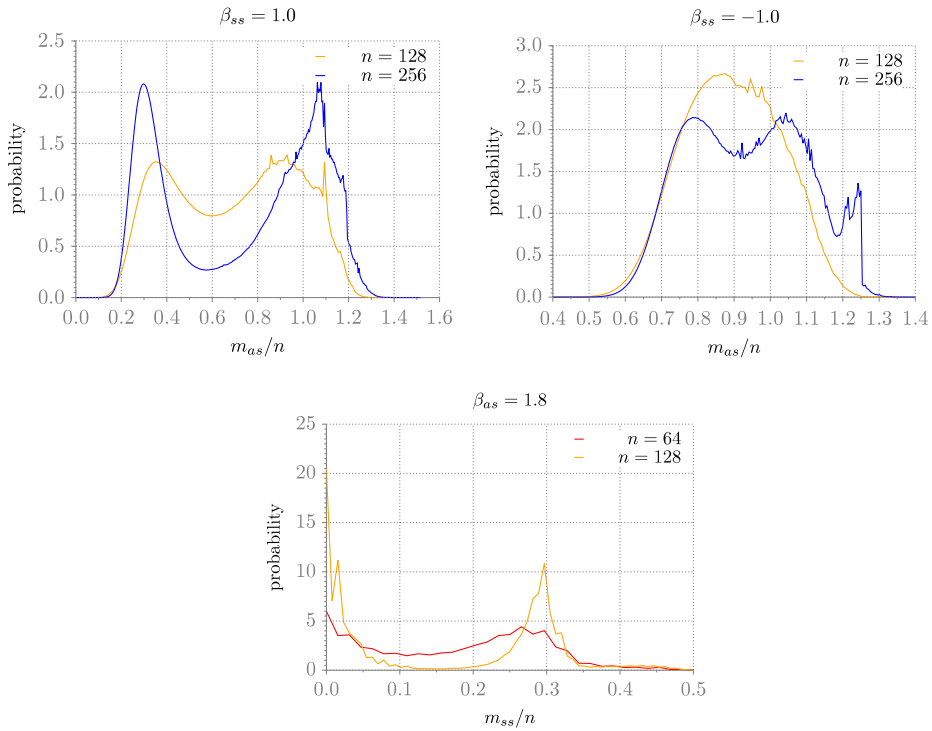 β_ss = 1.0
probability
2.5
2.0
1.5
1.0
0.5
0.0
n = 128
n = 256
0.0 0.2 0.4 0.6 0.8 1.0 1.2 1.4 1.6
m_as/n
β_ss = −1.0
probability
3.0
2.5
2.0
1.5
1.0
0.5
0.0
n = 128
n = 256
0.4 0.5 0.6 0.7 0.8 0.9 1.0 1.1 1.2 1.3 1.4
m_as/n
β_as = 1.8
probability
25
20
15
10
5
0
n = 64
n = 128
0.0 0.1 0.2 0.3 0.4 0.5
m_ss/n